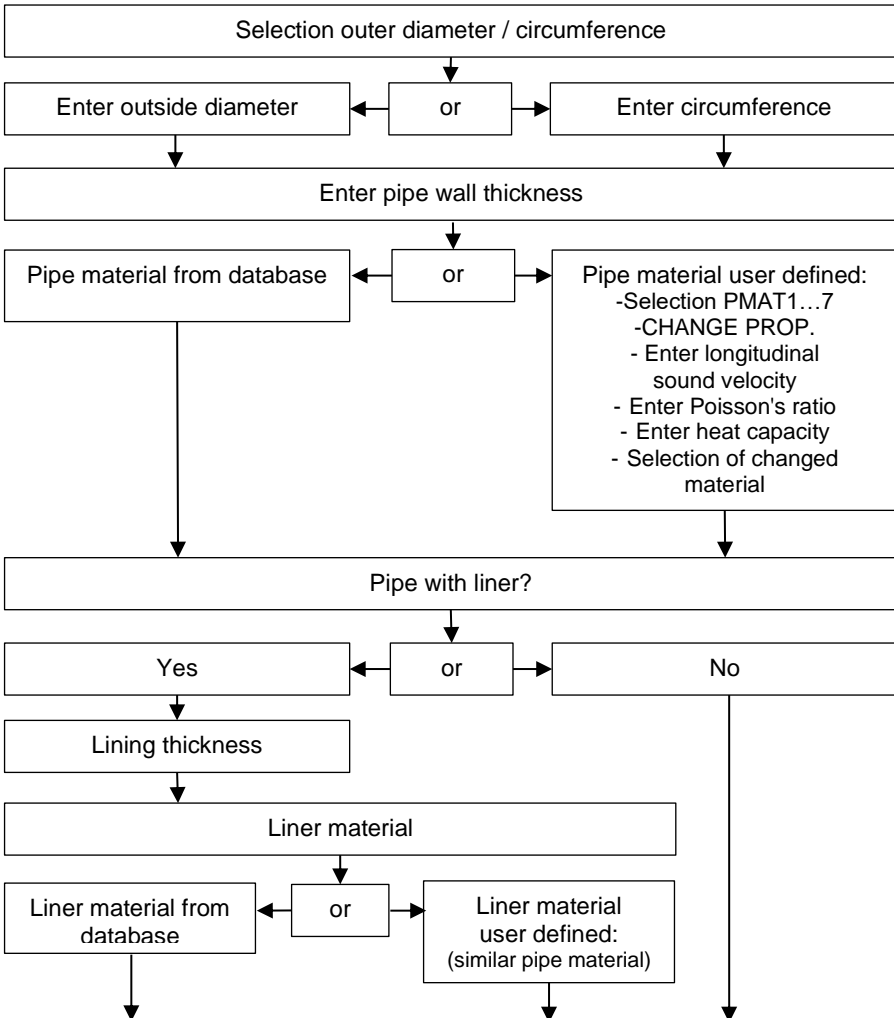 Selection outer diameter / circumference
Enter outside diameter
or
Enter circumference
Enter pipe wall thickness
Pipe material from database
or
Pipe material user defined:
-Selection PMAT1…7
-CHANGE PROP.
- Enter longitudinal
sound velocity
- Enter Poisson's ratio
- Enter heat capacity
- Selection of changed
material
Pipe with liner?
Yes
or
No
Lining thickness
Liner material
Liner material from
database
or
Liner material
user defined:
(similar pipe material)